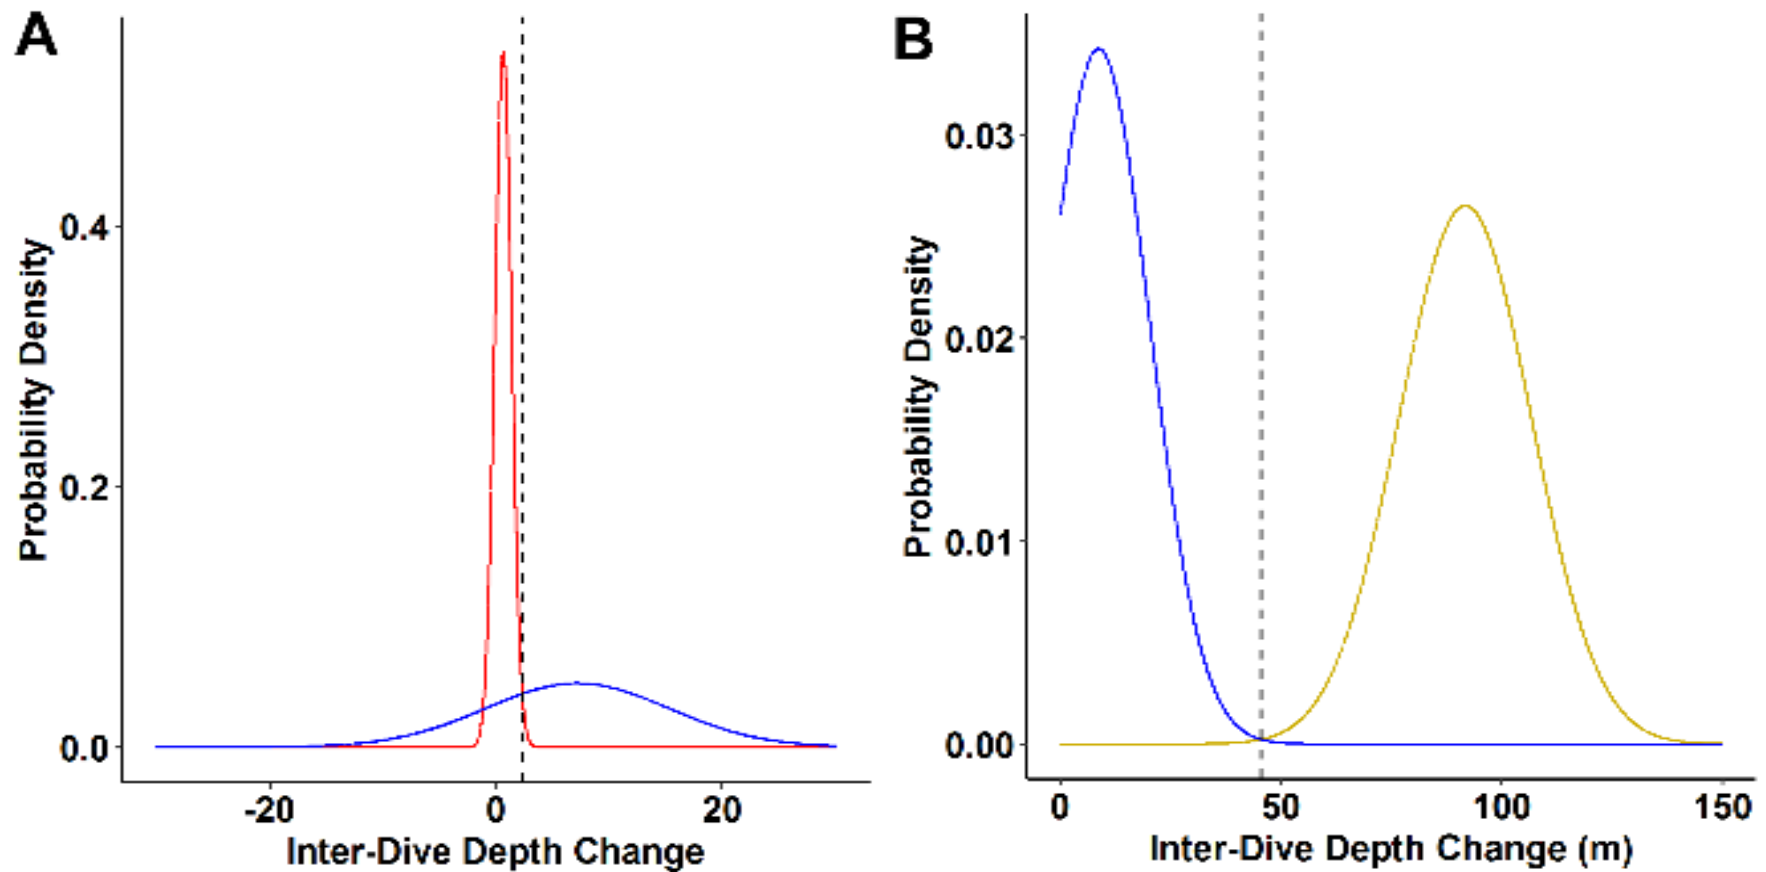 A
Probability Density
0.4
0.2
0.0
-20 0 20
Inter-Dive Depth Change
B
Probability Density
0.03
0.02
0.01
0.00
0 50 100 150
Inter-Dive Depth Change (m)